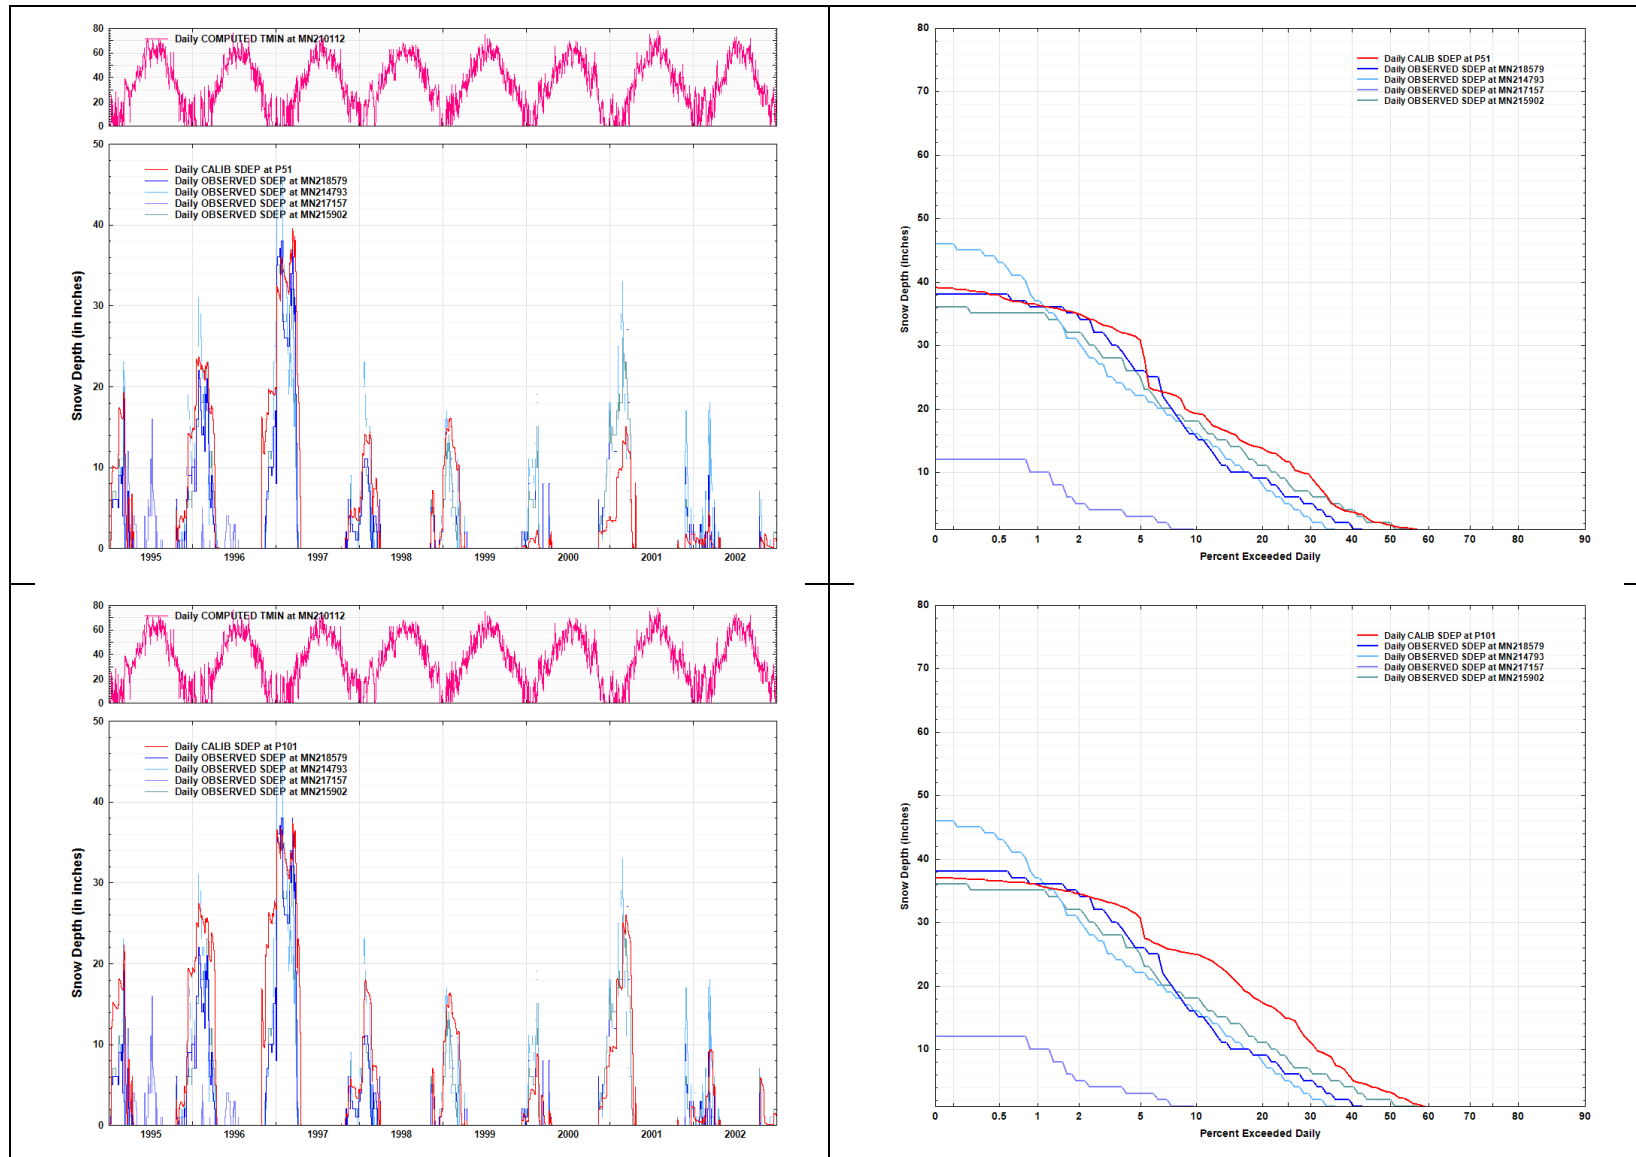 80
60
40
20
0
Daily COMPUTED TMIN at MN210112
50
40
30
20
10
0
Snow Depth (in inches)
Daily CALIB SDEP at P51
Daily OBSERVED SDEP at MN218579
Daily OBSERVED SDEP at MN214793
Daily OBSERVED SDEP at MN217157
Daily OBSERVED SDEP at MN215902
1995 1996 1997 1998 1999 2000 2001 2002
80
70
60
50
40
30
20
10
Snow Depth (inches)
Daily CALIB SDEP at P51
Daily OBSERVED SDEP at MN218579
Daily OBSERVED SDEP at MN214793
Daily OBSERVED SDEP at MN217157
Daily OBSERVED SDEP at MN215902
0 0.5 1 2 5 10 20 30 40 50 60 70 80 90
Percent Exceeded Daily
80
60
40
20
0
Daily COMPUTED TMIN at MN210112
50
40
30
20
10
0
Snow Depth (in inches)
Daily CALIB SDEP at P101
Daily OBSERVED SDEP at MN218579
Daily OBSERVED SDEP at MN214793
Daily OBSERVED SDEP at MN217157
Daily OBSERVED SDEP at MN215902
1995 1996 1997 1998 1999 2000 2001 2002
80
70
60
50
40
30
20
10
Snow Depth (inches)
Daily CALIB SDEP at P101
Daily OBSERVED SDEP at MN218579
Daily OBSERVED SDEP at MN214793
Daily OBSERVED SDEP at MN217157
Daily OBSERVED SDEP at MN215902
0 0.5 1 2 5 10 20 30 40 50 60 70 80 90
Percent Exceeded Daily